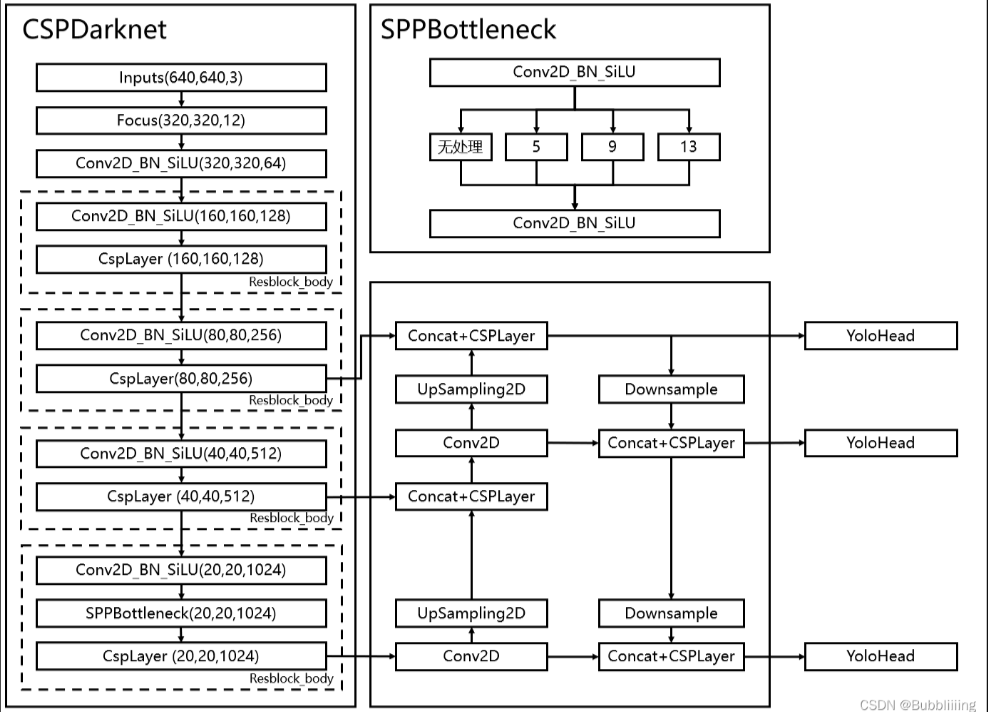 CSPDarknet
Inputs(640,640,3)
Focus(320,320,12)
Conv2D_BN_SiLU(320,320,64)
Conv2D_BN_SiLU(160,160,128)
CspLayer (160,160,128)
Resblock_body
Conv2D_BN_SiLU(80,80,256)
CspLayer(80,80,256)
Resblock_body
Conv2D_BN_SiLU(40,40,512)
CspLayer (40,40,512)
Resblock_body
Conv2D_BN_SiLU(20,20,1024)
SPPBottleneck(20,20,1024)
CspLayer (20,20,1024)
Resblock_body
SPPBottleneck
Conv2D_BN_SiLU
无处理 5 9 13
Conv2D_BN_SiLU
Concat+CSPLayer YoloHead
UpSampling2D Downsample
Conv2D Concat+CSPLayer YoloHead
Concat+CSPLayer
UpSampling2D Downsample
Conv2D Concat+CSPLayer YoloHead
CSDN @Bubbliiiing